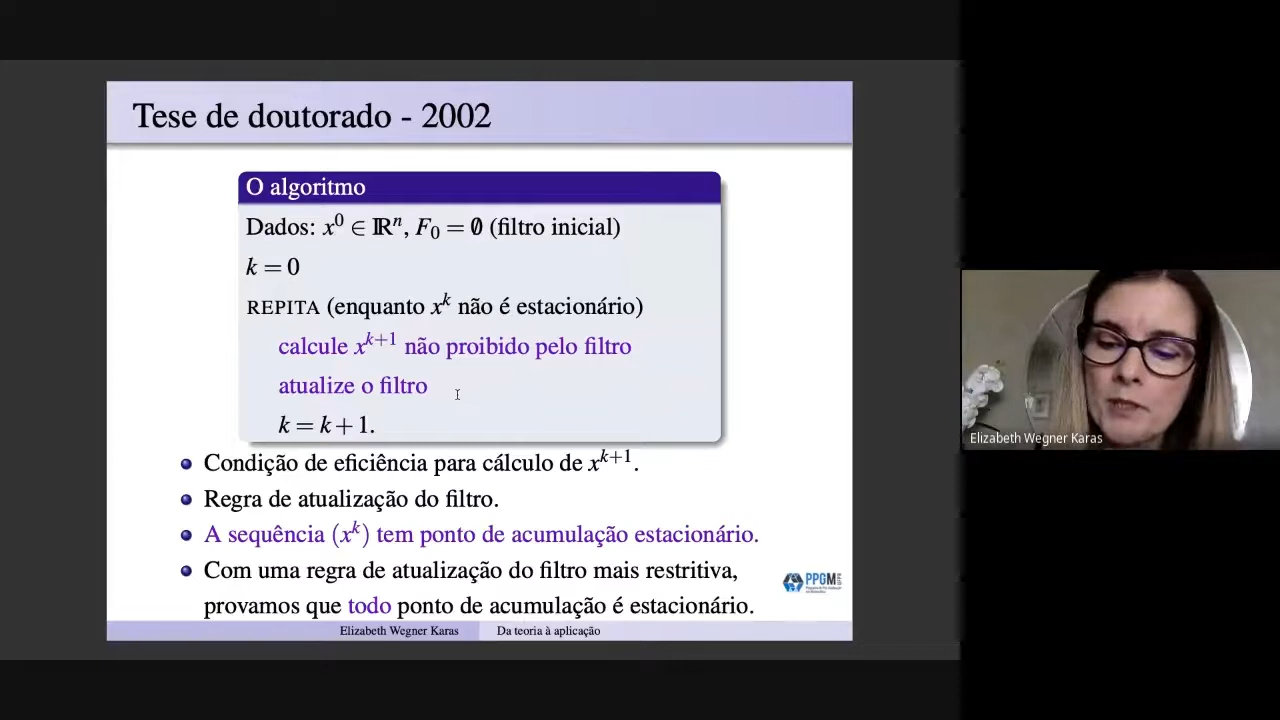 Tese de doutorado - 2002
O algoritmo
Dados: x⁰ ∈ ℝⁿ, F₀ = ∅ (filtro inicial)
k = 0
REPITA (enquanto xᵏ não é estacionário)
calcule xᵏ⁺¹ não proibido pelo filtro
atualize o filtro
k = k + 1.
Condição de eficiência para cálculo de xᵏ⁺¹.
Regra de atualização do filtro.
A sequência (xᵏ) tem ponto de acumulação estacionário.
Com uma regra de atualização do filtro mais restritiva,
provamos que todo ponto de acumulação é estacionário.
PPGM
UFPR
Elizabeth Wegner Karas Da teoria à aplicação
Elizabeth Wegner Karas